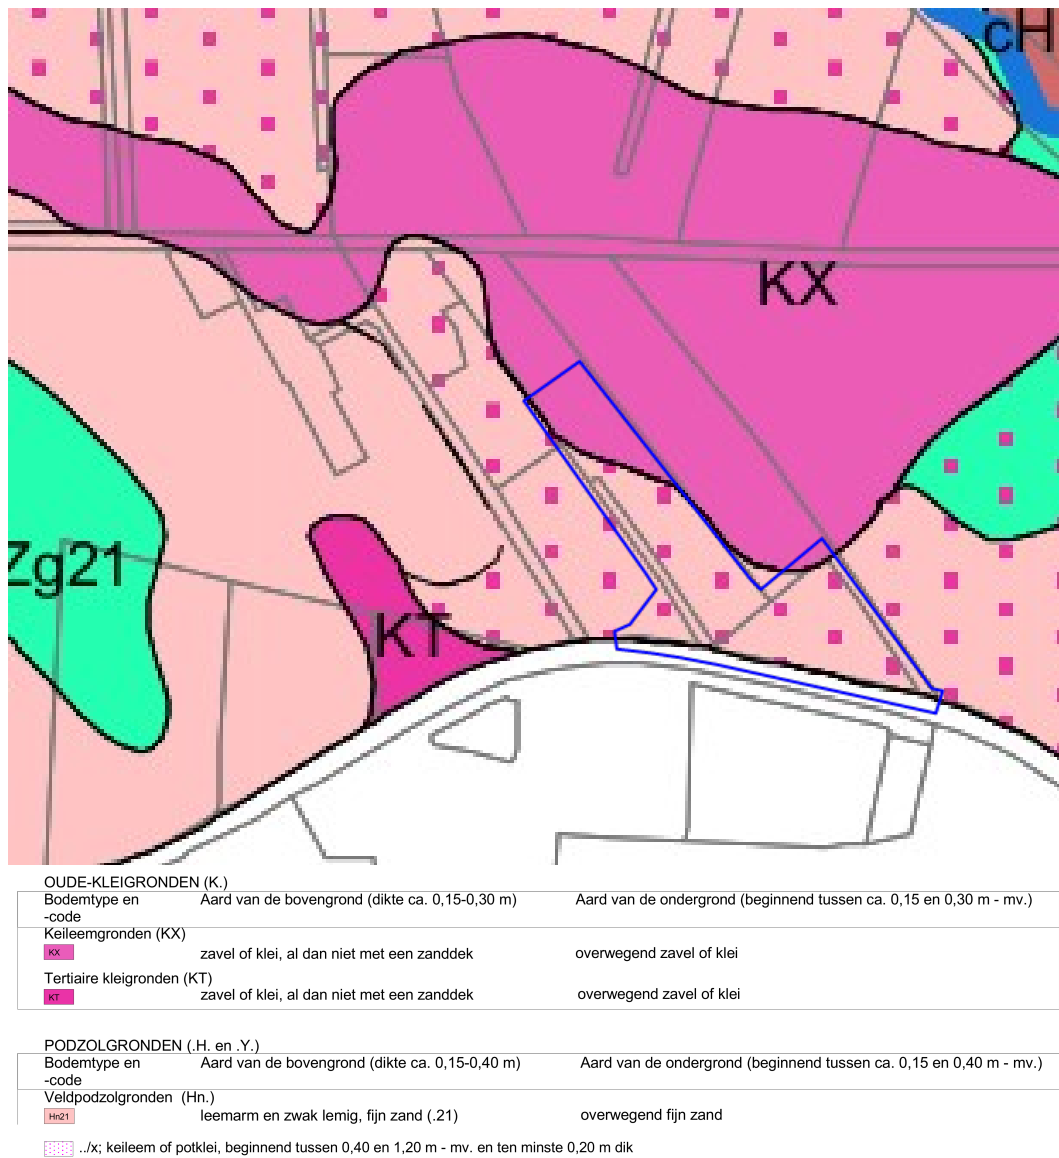 cH
KX
Zg21
KT
OUDE-KLEIGRONDEN (K.)
Bodemtype en -code Aard van de bovengrond (dikte ca. 0,15-0,30 m) Aard van de ondergrond (beginnend tussen ca. 0,15 en 0,30 m - mv.)
Keileemgronden (KX)
KX zavel of klei, al dan niet met een zanddek overwegend zavel of klei
Tertiaire kleigronden (KT)
KT zavel of klei, al dan niet met een zanddek overwegend zavel of klei
PODZOLGRONDEN (.H. en .Y.)
Bodemtype en -code Aard van de bovengrond (dikte ca. 0,15-0,40 m) Aard van de ondergrond (beginnend tussen ca. 0,15 en 0,40 m - mv.)
Veldpodzolgronden (Hn.)
Hn21 leemarm en zwak lemig, fijn zand (.21) overwegend fijn zand
../x; keileem of potklei, beginnend tussen 0,40 en 1,20 m - mv. en ten minste 0,20 m dik